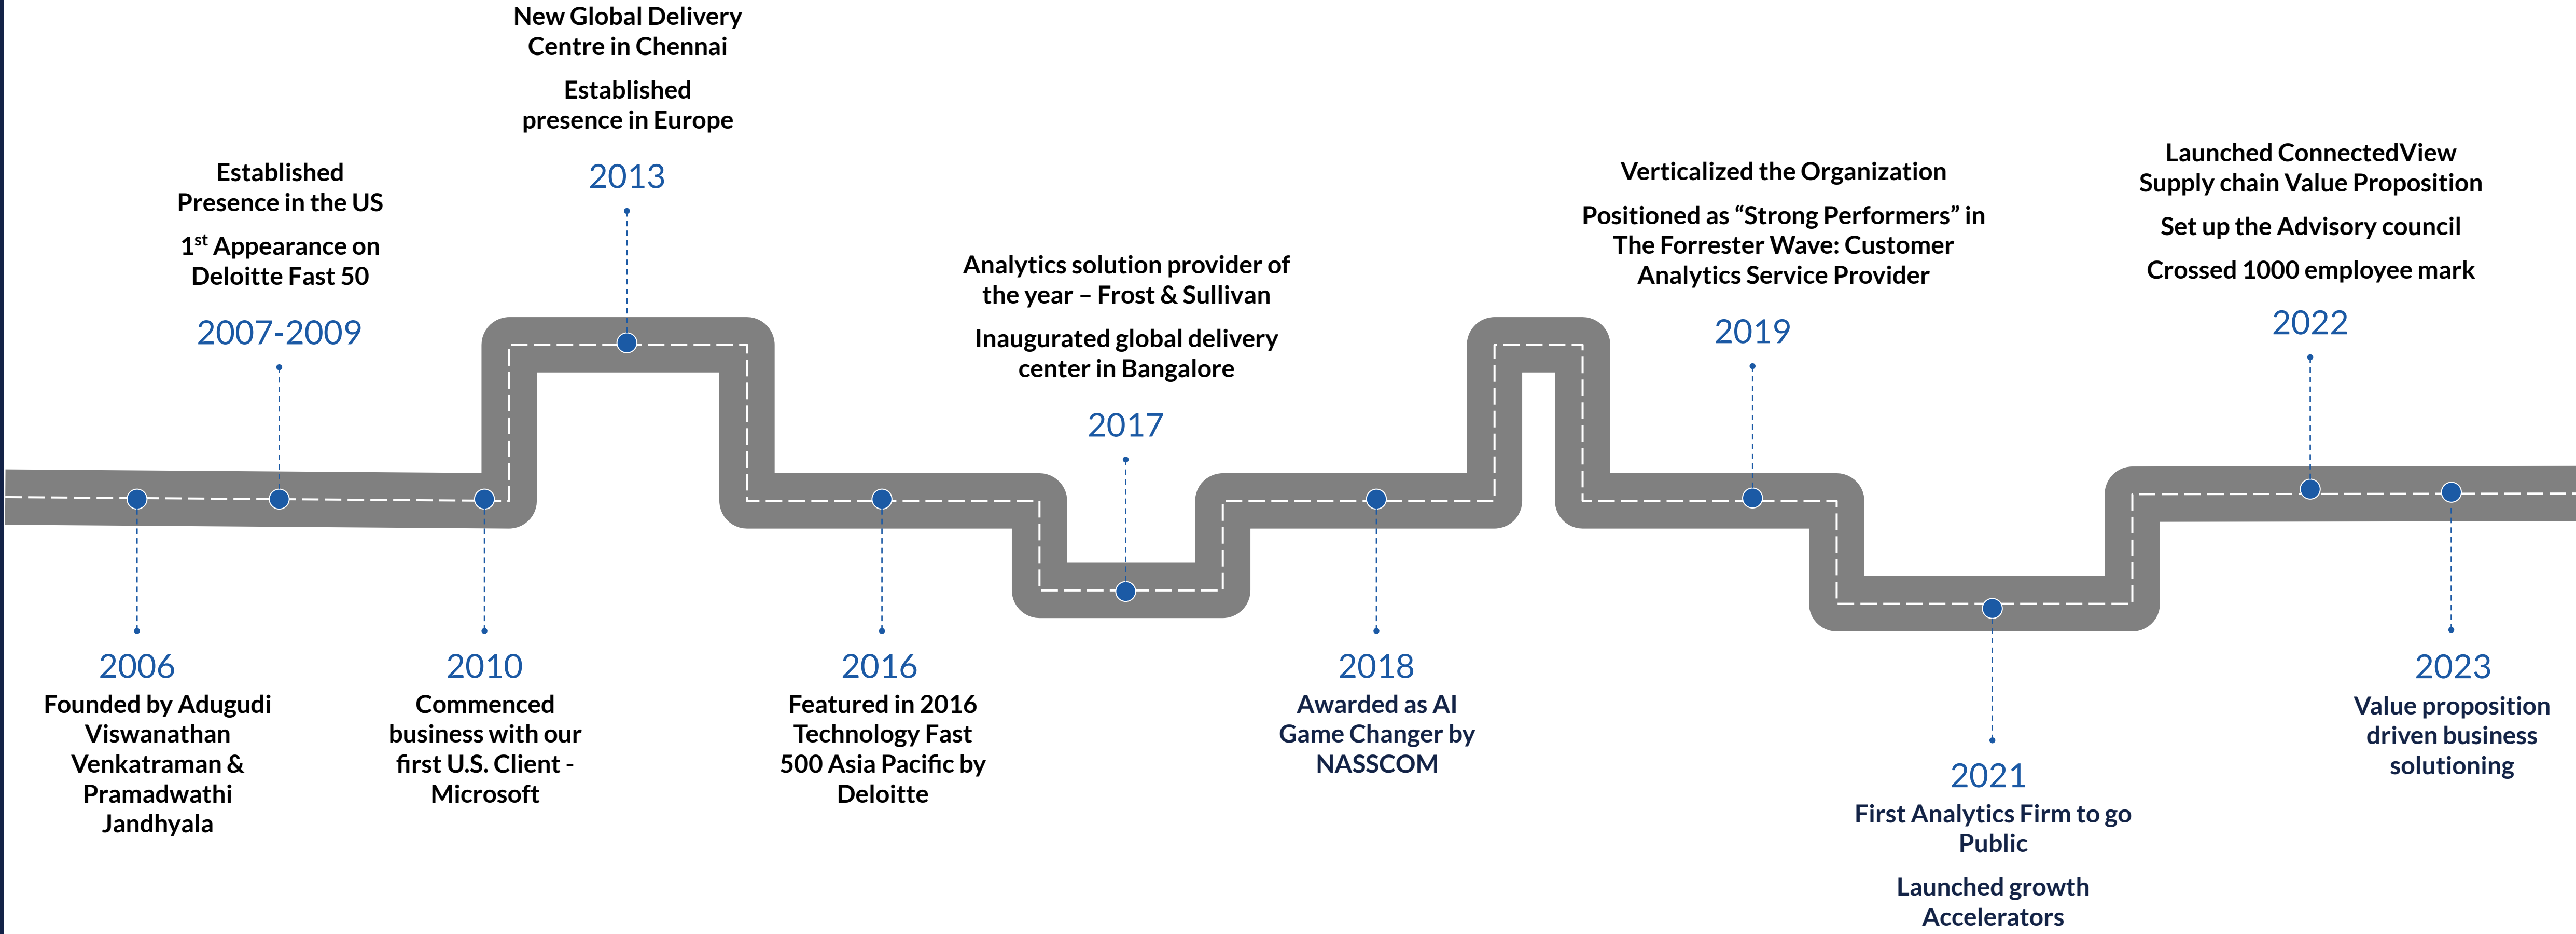 2006
Founded by Adugudi
Viswanathan
Venkatraman &
Pramadwathi
Jandhyala
Established
Presence in the US
1st Appearance on
Deloitte Fast 50
2007-2009
2010
Commenced
business with our
first U.S. Client -
Microsoft
New Global Delivery
Centre in Chennai
Established
presence in Europe
2013
2016
Featured in 2016
Technology Fast
500 Asia Pacific by
Deloitte
Analytics solution provider of
the year – Frost & Sullivan
Inaugurated global delivery
center in Bangalore
2017
2018
Awarded as AI
Game Changer by
NASSCOM
Verticalized the Organization
Positioned as “Strong Performers” in
The Forrester Wave: Customer
Analytics Service Provider
2019
2021
First Analytics Firm to go
Public
Launched growth
Accelerators
Launched ConnectedView
Supply chain Value Proposition
Set up the Advisory council
Crossed 1000 employee mark
2022
2023
Value proposition
driven business
solutioning